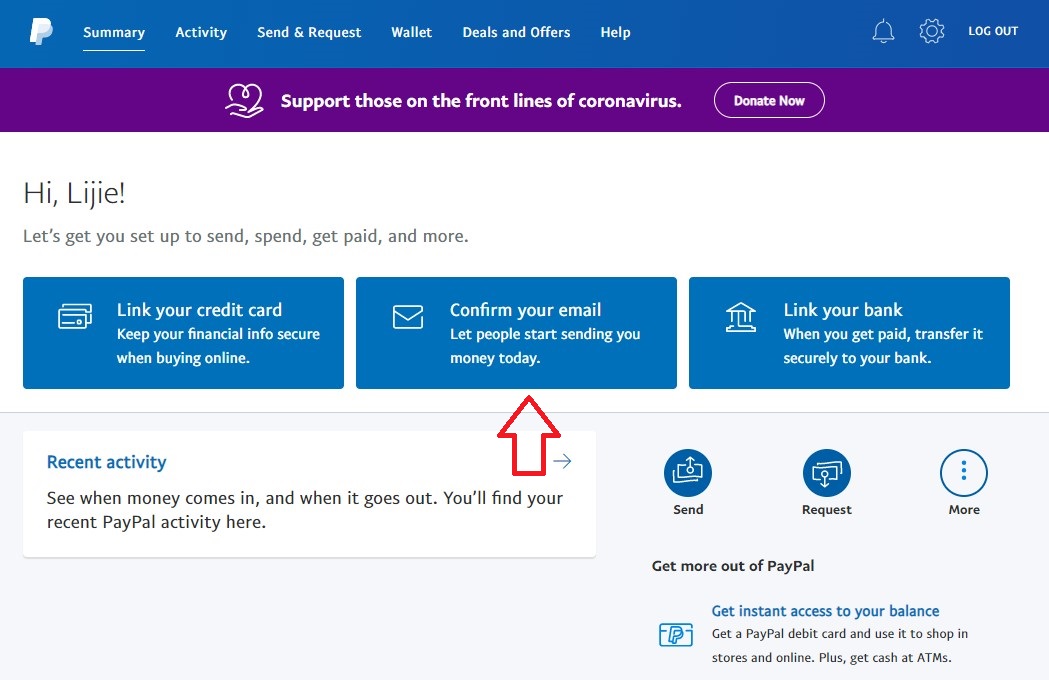 Summary Activity Send & Request Wallet Deals and Offers Help LOG OUT
Support those on the front lines of coronavirus. Donate Now
Hi, Lijie!
Let's get you set up to send, spend, get paid, and more.
Link your credit card
Keep your financial info secure
when buying online.
Confirm your email
Let people start sending you
money today.
Link your bank
When you get paid, transfer it
securely to your bank.
Recent activity
See when money comes in, and when it goes out. You'll find your
recent PayPal activity here.
Send Request More
Get more out of PayPal
Get instant access to your balance
Get a PayPal debit card and use it to shop in
stores and online. Plus, get cash at ATMs.